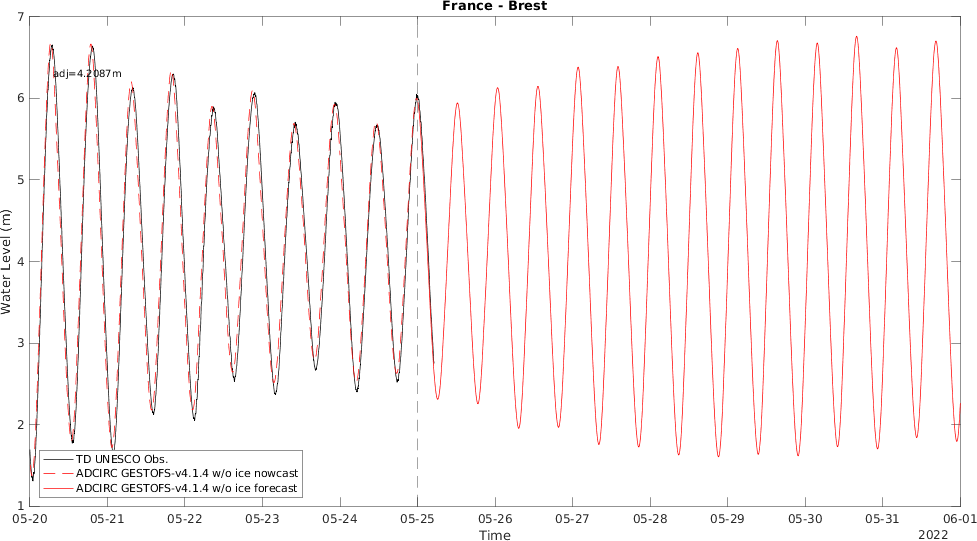 France - Brest
7
6
5
4
3
2
1
Water Level (m)
adj=4.2087m
TD UNESCO Obs.
ADCIRC GESTOFS-v4.1.4 w/o ice nowcast
ADCIRC GESTOFS-v4.1.4 w/o ice forecast
05-20 05-21 05-22 05-23 05-24 05-25 05-26 05-27 05-28 05-29 05-30 05-31 06-01
Time
2022